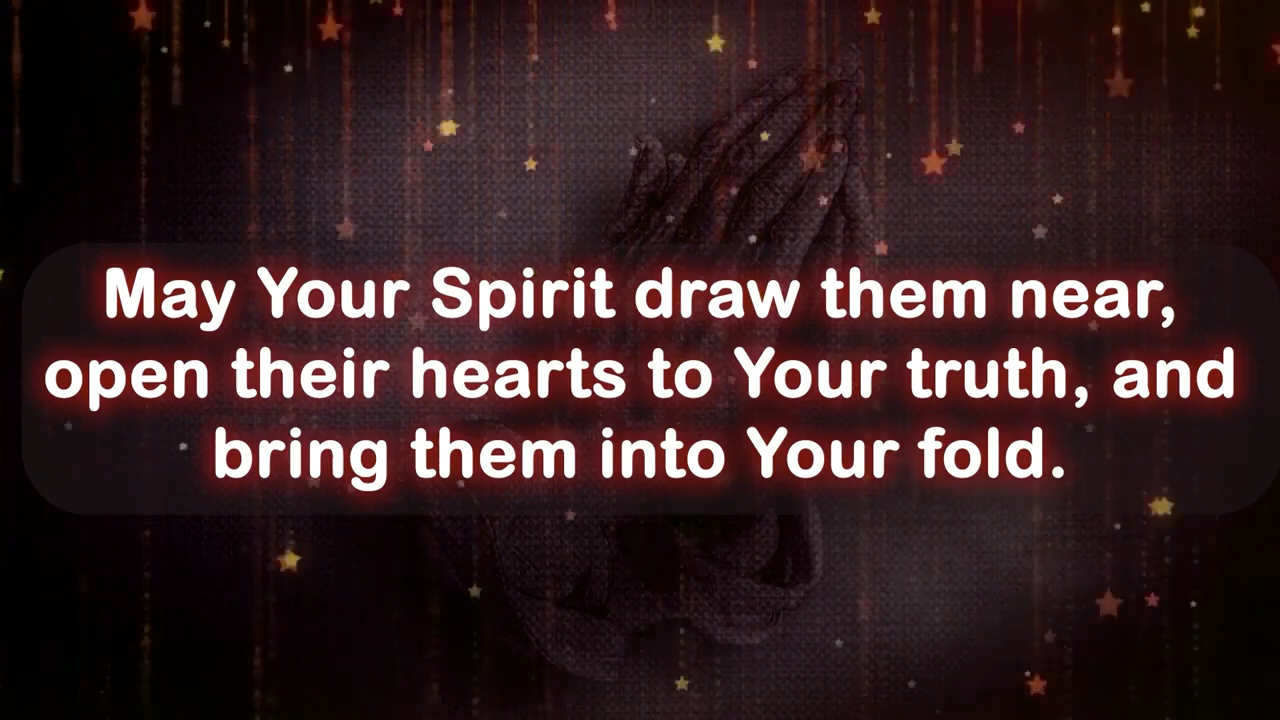 May Your Spirit draw them near,
open their hearts to Your truth, and
bring them into Your fold.